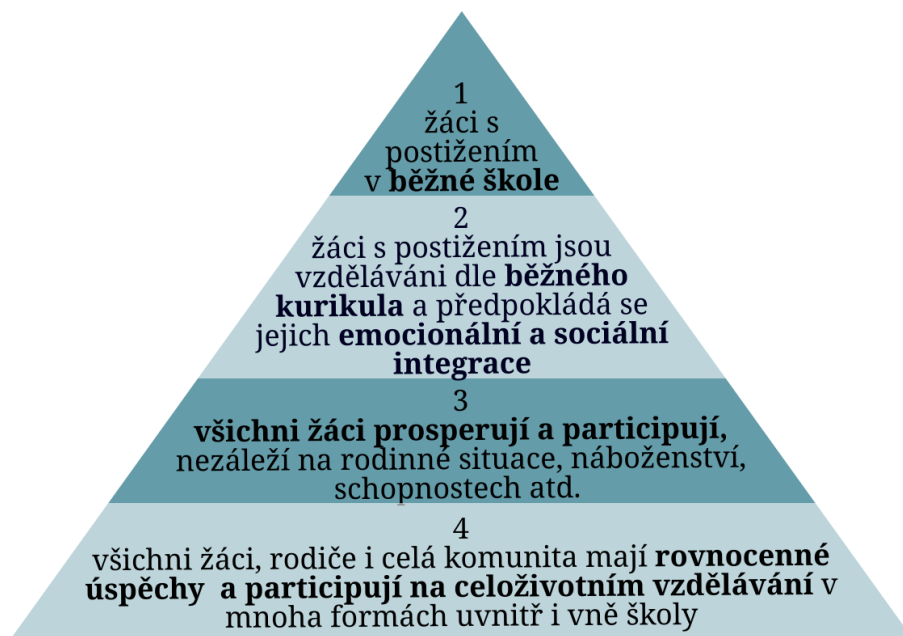 1
žáci s
postižením
v běžné škole
2
žáci s postižením jsou
vzděláváni dle běžného
kurikula a předpokládá se
jejich emocionální a sociální
integrace
3
všichni žáci prosperují a participují,
nezáleží na rodinné situace, náboženství,
schopnostech atd.
4
všichni žáci, rodiče i celá komunita mají rovnocenné
úspěchy a participují na celoživotním vzdělávání v
mnoha formách uvnitř i vně školy